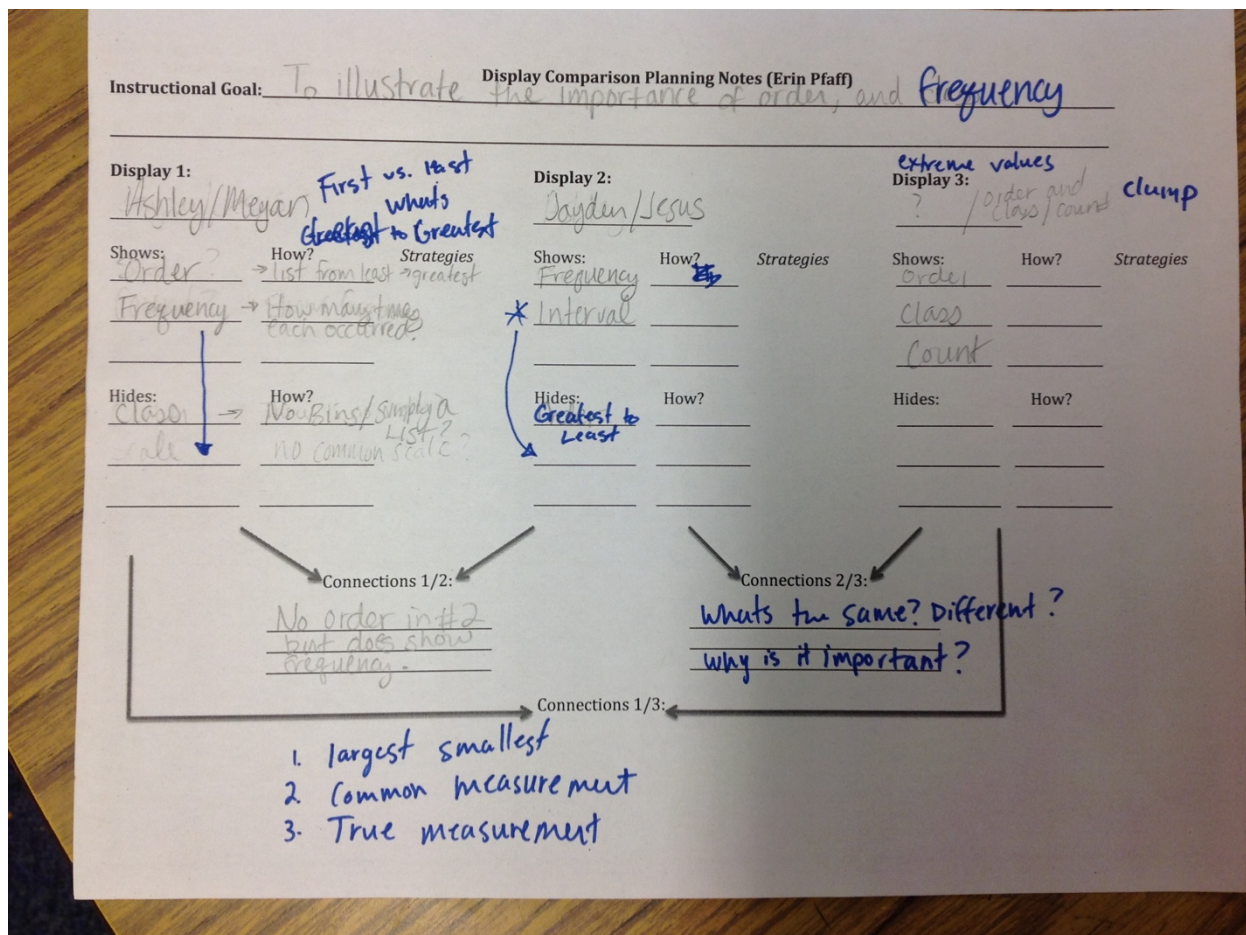 Display Comparison Planning Notes (Erin Pfaff)
Instructional Goal: To illustrate the importance of order, and frequency
Display 1:
Ashley/Megan
First vs. last
whats
to Greatest
Shows:
How?
Strategies
Order ?
→ list from least → greatest
Frequency → How many times
each occurred?
Hides:
How?
Class → No Bins/simply a
LIST?
no common scale?
Display 2:
Jayden/Jesus
Shows:
How?
Strategies
Frequency
Interval
Hides:
How?
Greatest to
Least
extreme values
Display 3:
? /order and
class/count
clump
Shows:
How?
Strategies
Order
Class
Count
Hides:
How?
Connections 1/2:
No order in #2
but does show
frequency.
Connections 2/3:
Whats the same? Different?
why is it important?
Connections 1/3:
1. largest smallest
2. Common measurement
3. True measurement